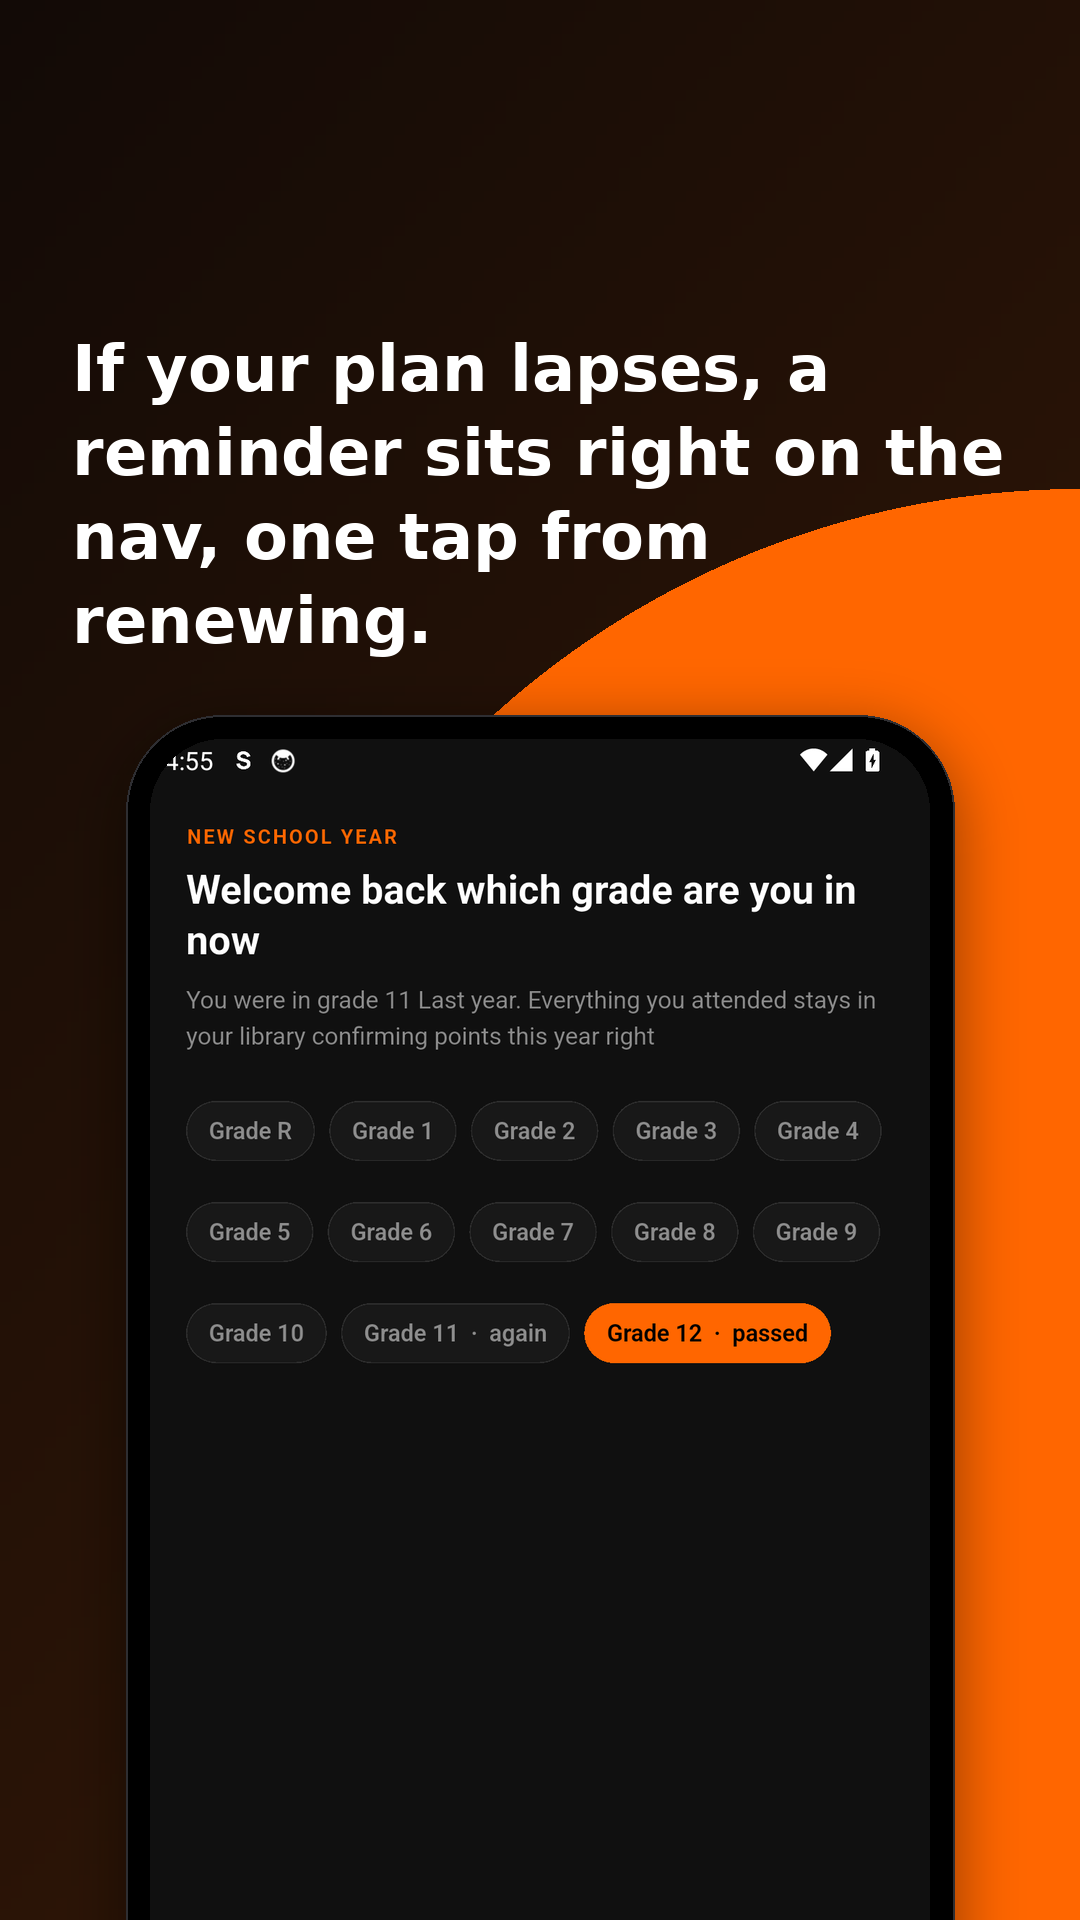 If your plan lapses, a
reminder sits right on the
nav, one tap from
renewing.
4:55 S
NEW SCHOOL YEAR
Welcome back which grade are you in
now
You were in grade 11 Last year. Everything you attended stays in
your library confirming points this year right
Grade R Grade 1 Grade 2 Grade 3 Grade 4
Grade 5 Grade 6 Grade 7 Grade 8 Grade 9
Grade 10 Grade 11 · again Grade 12 · passed